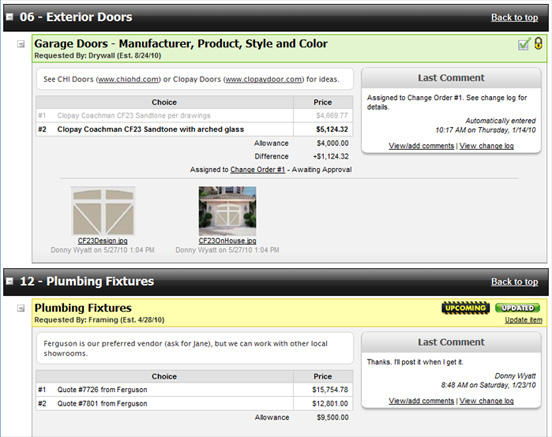 06 - Exterior Doors
Back to top
Garage Doors - Manufacturer, Product, Style and Color
Requested By: Drywall (Est. 8/24/10)
See CHI Doors (www.chiohd.com) or Clopay Doors (www.clopaydoor.com) for ideas.
Choice Price
#1 Clopay Coachman CF23 Sandtone per drawings $4,669.77
#2 Clopay Coachman CF23 Sandtone with arched glass $5,124.32
Allowance $4,000.00
Difference +$1,124.32
Assigned to Change Order #1 - Awaiting Approval
Last Comment
Assigned to Change Order #1. See change log for
details.
Automatically entered
10:17 AM on Thursday, 1/14/10
View/add comments | View change log
CF23Design.jpg
Donny Wyatt on 5/27/10 1:04 PM
CF23OnHouse.jpg
Donny Wyatt on 5/27/10 1:04 PM
12 - Plumbing Fixtures
Back to top
Plumbing Fixtures
Requested By: Framing (Est. 4/28/10)
UPCOMING
UPDATED
Update item
Ferguson is our preferred vendor (ask for Jane), but we can work with other local
showrooms.
Choice Price
#1 Quote #7726 from Ferguson $15,754.78
#2 Quote #7801 from Ferguson $12,801.00
Allowance $9,500.00
Last Comment
Thanks. I'll post it when I get it.
Donny Wyatt
8:48 AM on Saturday, 1/23/10
View/add comments | View change log